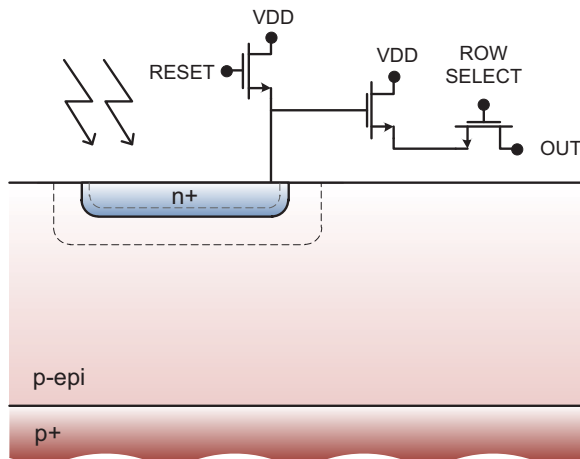 VDD
RESET
VDD
ROW
SELECT
OUT
n+
p-epi
p+